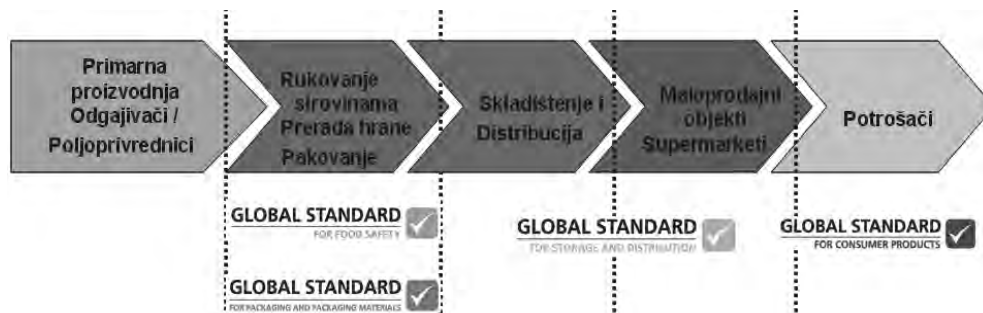 Primarna
proizvodnja
Odgajivači /
Poljoprivrednici
Rukovanje
sirovinama
Prerada hrane
Pakovanje
Skladištenje i
Distribucija
Maloprodajni
objekti
Supermarketi
Potrošači
GLOBAL STANDARD
FOR FOOD SAFETY
GLOBAL STANDARD
FOR PACKAGING AND PACKAGING MATERIALS
GLOBAL STANDARD
FOR STORAGE AND DISTRIBUTION
GLOBAL STANDARD
FOR CONSUMER PRODUCTS